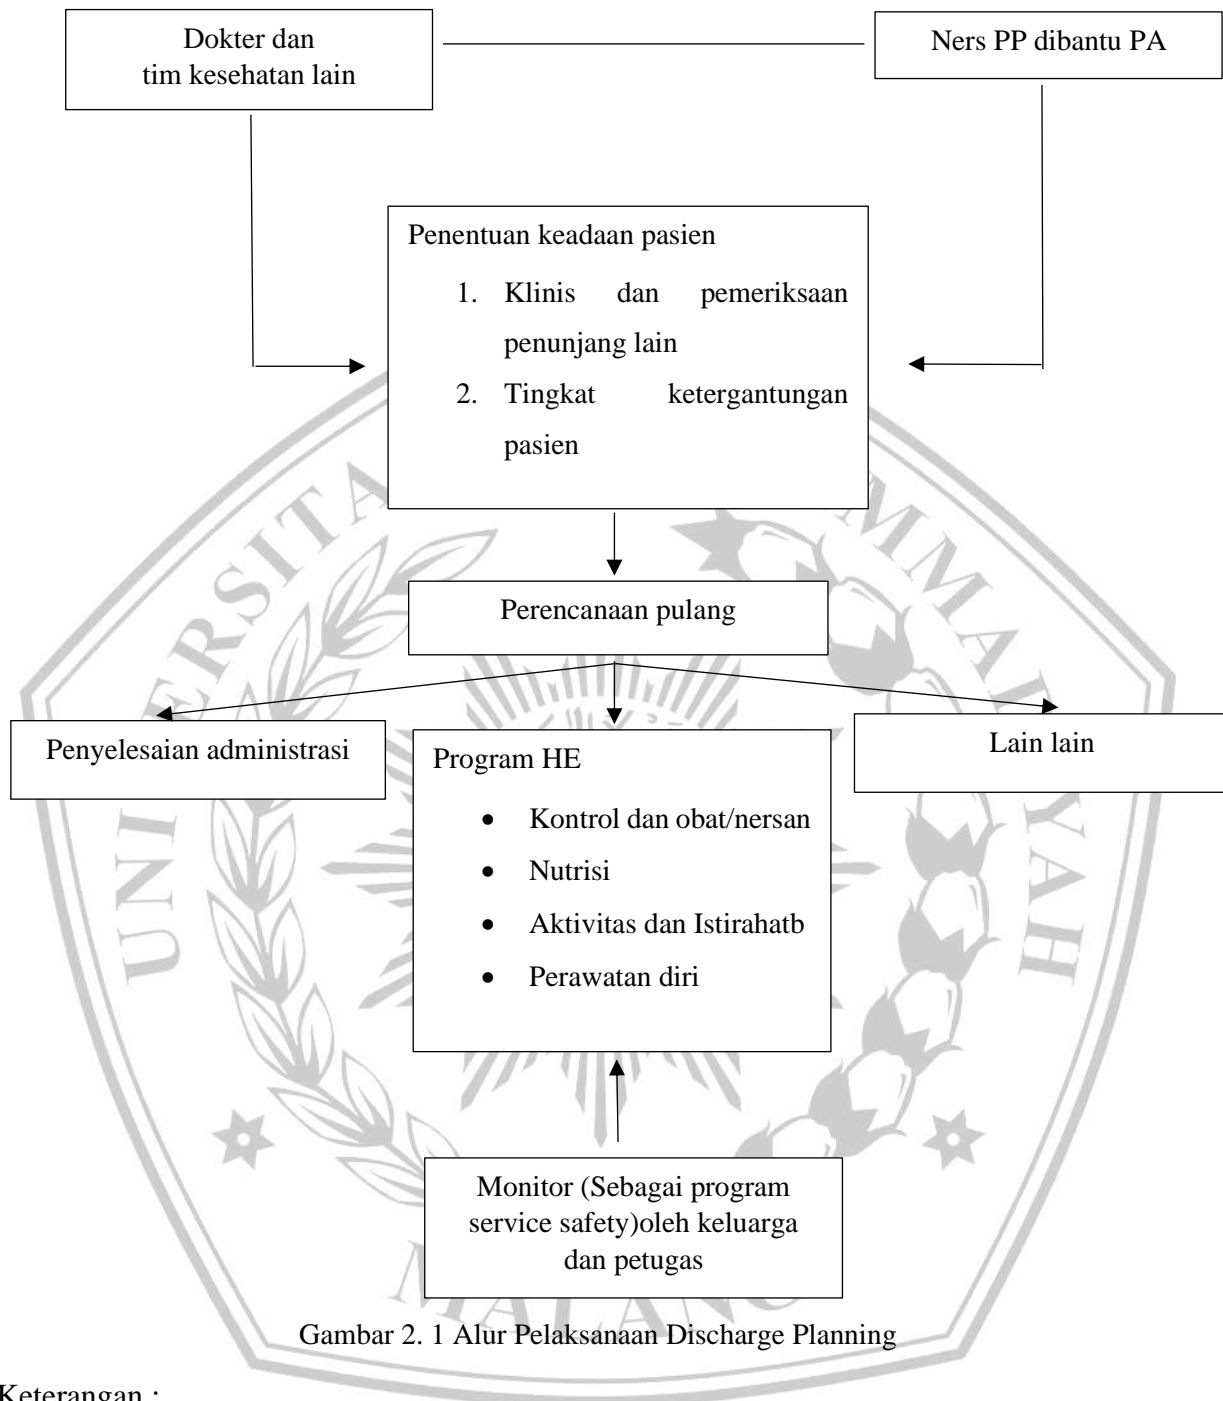 Dokter dan
tim kesehatan lain
Ners PP dibantu PA
Penentuan keadaan pasien
1. Klinis dan pemeriksaan
penunjang lain
2. Tingkat ketergantungan
pasien
Perencanaan pulang
Penyelesaian administrasi
Program HE
• Kontrol dan obat/nersan
• Nutrisi
• Aktivitas dan Istirahatb
• Perawatan diri
Lain lain
Monitor (Sebagai program
service safety)oleh keluarga
dan petugas
Gambar 2. 1 Alur Pelaksanaan Discharge Planning
Keterangan :
MALANG